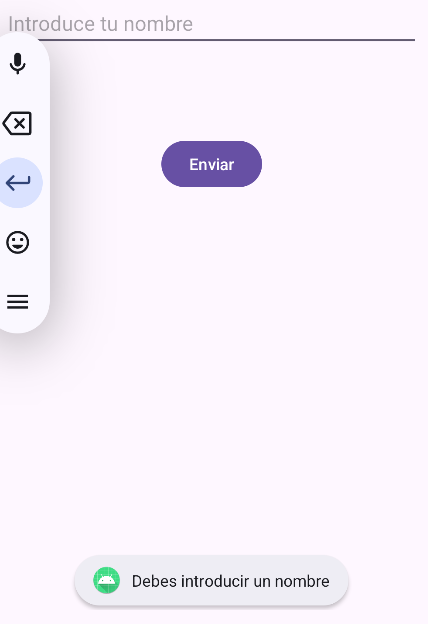 Introduce tu nombre
Enviar
Debes introducir un nombre